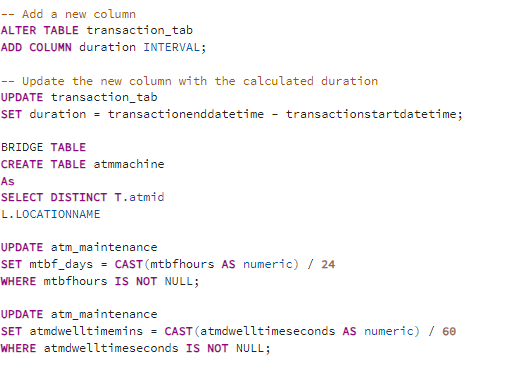 -- Add a new column
ALTER TABLE transaction_tab
ADD COLUMN duration INTERVAL;
-- Update the new column with the calculated duration
UPDATE transaction_tab
SET duration = transactionenddatetime - transactionstartdatetime;
BRIDGE TABLE
CREATE TABLE atmmachine
As
SELECT DISTINCT T.atmid
L.LOCATIONNAME
UPDATE atm_maintenance
SET mtbf_days = CAST(mtbfhours AS numeric) / 24
WHERE mtbfhours IS NOT NULL;
UPDATE atm_maintenance
SET atmdwelltimemins = CAST(atmdwelltimeseconds AS numeric) / 60
WHERE atmdwelltimeseconds IS NOT NULL;